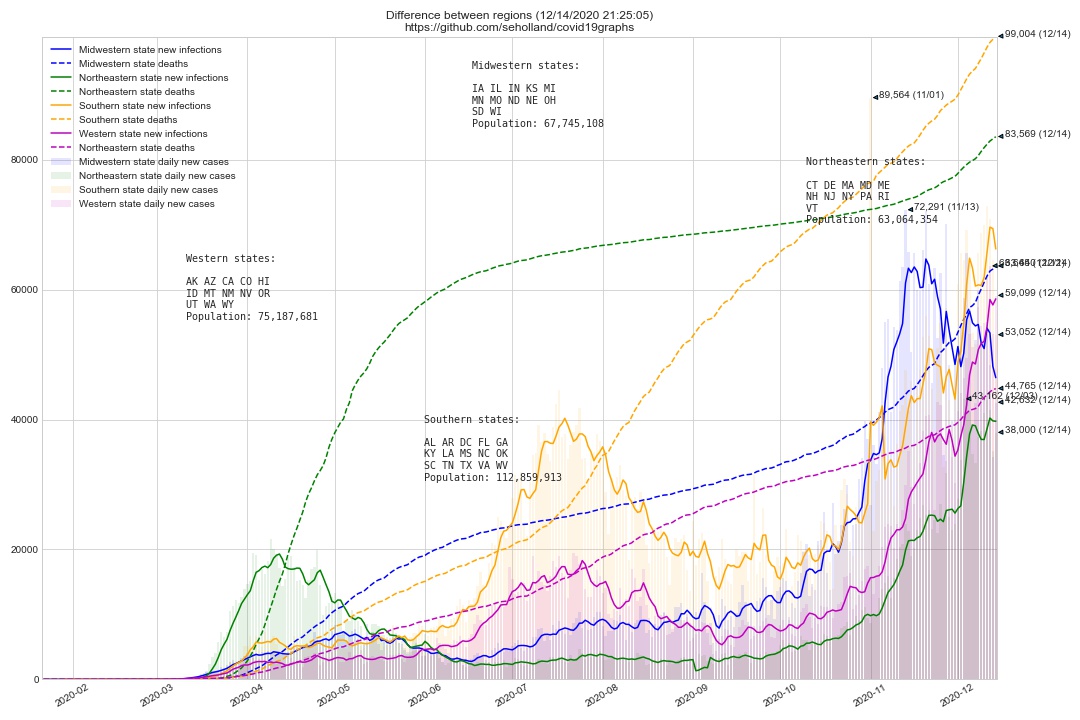 Difference between regions (12/14/2020 21:25:05)
https://github.com/seholland/covid19graphs
Midwestern state new infections
Midwestern state deaths
Northeastern state new infections
Northeastern state deaths
Southern state new infections
Southern state deaths
Western state new infections
Northeastern state deaths
Midwestern state daily new cases
Northeastern state daily new cases
Southern state daily new cases
Western state daily new cases
Midwestern states:
IA IL IN KS MI
MN MO ND NE OH
SD WI
Population: 67,745,108
Northeastern states:
CT DE MA MD ME
NH NJ NY PA RI
VT
Population: 63,064,354
Western states:
AK AZ CA CO HI
ID MT NM NV OR
UT WA WY
Population: 75,187,681
Southern states:
AL AR DC FL GA
KY LA MS NC OK
SC TN TX VA WV
Population: 112,859,913
99,004 (12/14)
89,564 (11/01)
83,569 (12/14)
72,291 (11/13)
59,099 (12/14)
53,052 (12/14)
44,765 (12/14)
43,162 (12/03)
42,632 (12/14)
38,000 (12/14)
80000
60000
40000
20000
0
2020-02
2020-03
2020-04
2020-05
2020-06
2020-07
2020-08
2020-09
2020-10
2020-11
2020-12